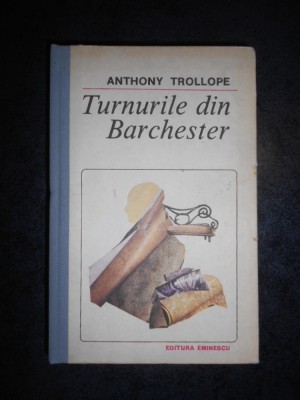 ANTHONY TROLLOPE
Turnurile din
Barchester
EDITURA EMINESCU